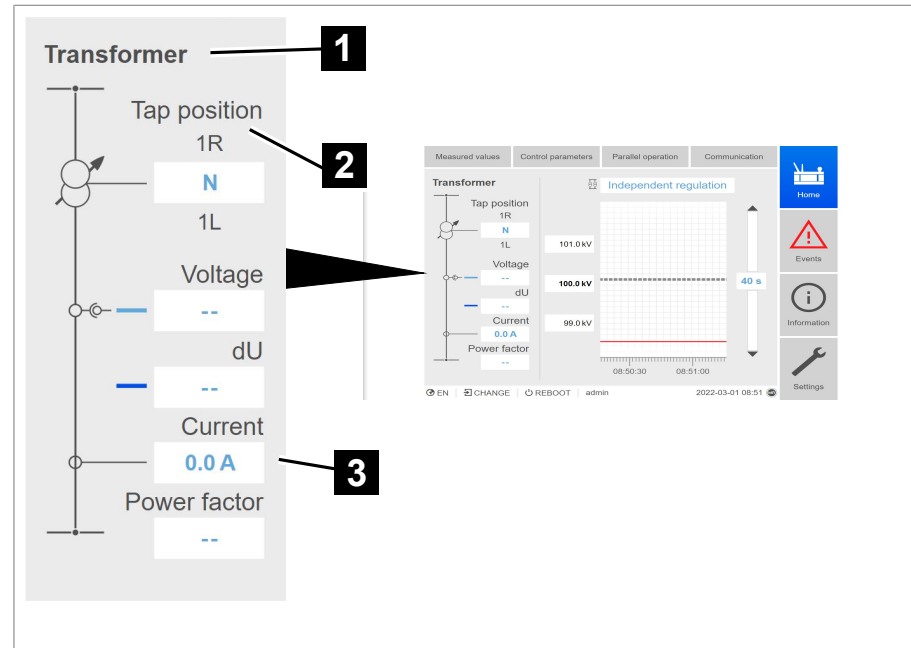 Transformer
1
Tap position
1R
2
N
1L
Voltage
--
dU
--
Current
0.0 A
3
Power factor
--
Measured values
Control parameters
Parallel operation
Communication
Transformer
Independent regulation
Tap position
1R
N
1L
101.0 kV
Voltage
--
100.0 kV
40 s
dU
--
Current
99.0 kV
0.0 A
Power factor
--
08:50:30
08:51:00
EN
CHANGE
REBOOT
admin
2022-03-01 08:51
Home
Events
Information
Settings